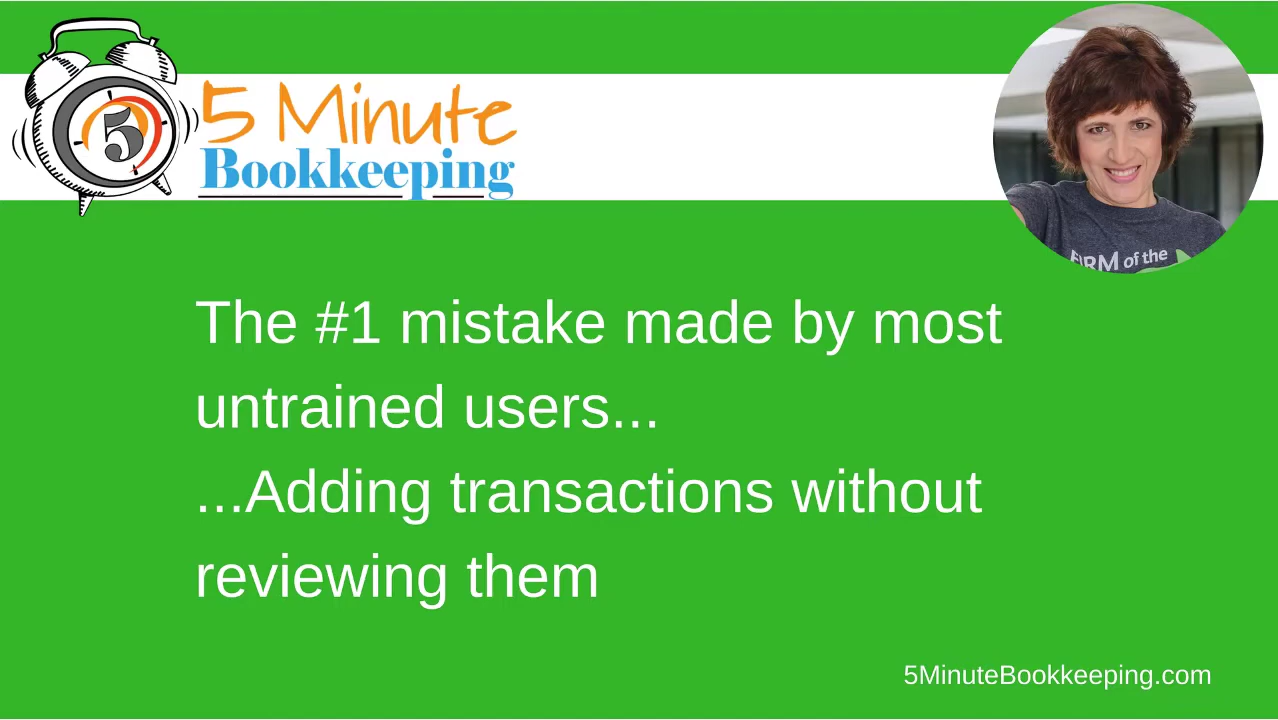 5
5 Minute
Bookkeeping
FIRM of the
The #1 mistake made by most
untrained users...
...Adding transactions without
reviewing them
5MinuteBookkeeping.com